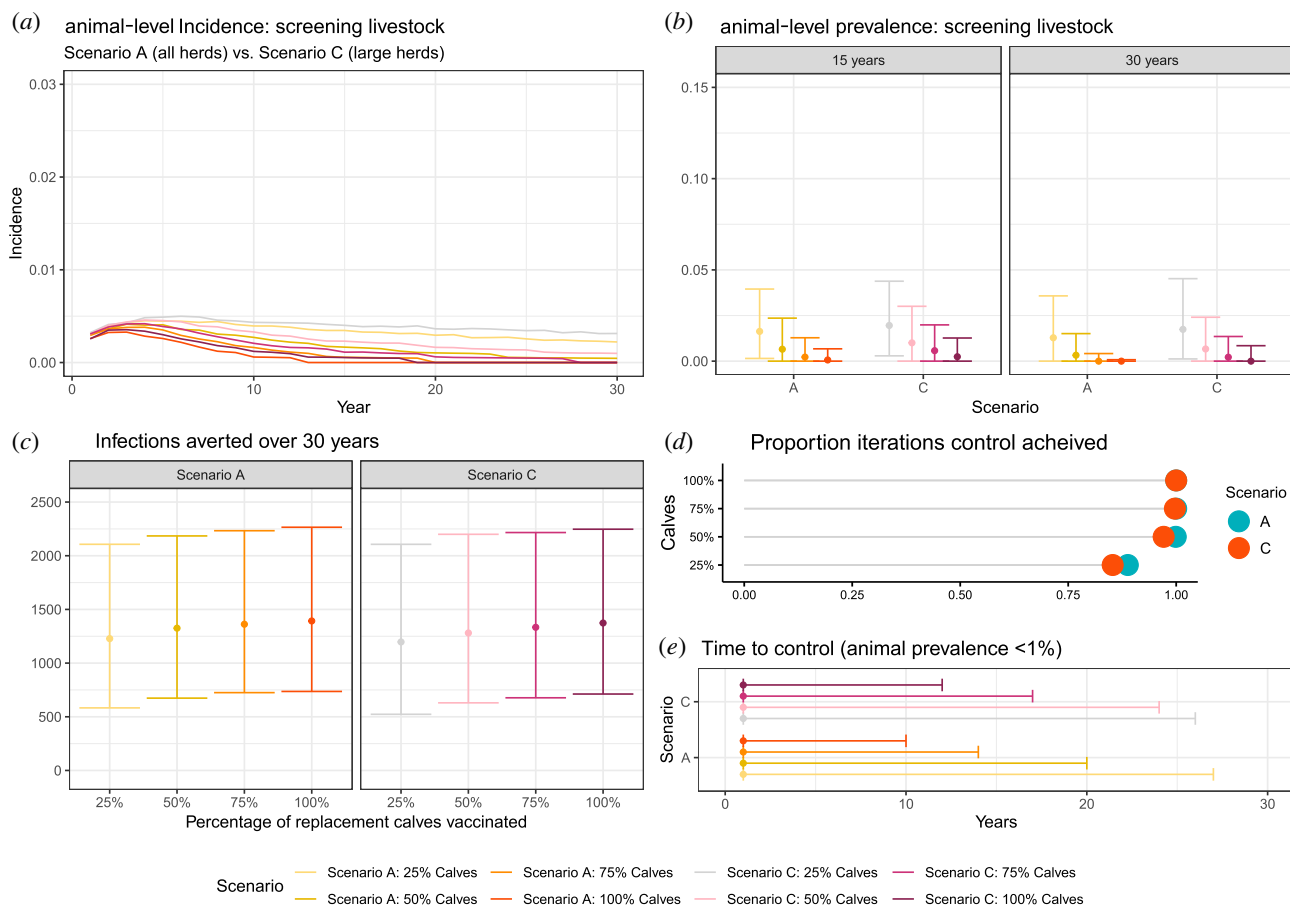 (a) animal-level Incidence: screening livestock
Scenario A (all herds) vs. Scenario C (large herds)
0.03
0.02
0.01
0.00
Incidence
0 10 20 30
Year
(b) animal-level prevalence: screening livestock
15 years 30 years
0.15
0.10
0.05
0.00
A C A C
Scenario
(c) Infections averted over 30 years
Scenario A Scenario C
2500
2000
1500
1000
500
0
25% 50% 75% 100% 25% 50% 75% 100%
Percentage of replacement calves vaccinated
(d) Proportion iterations control acheived
Calves
100%
75%
50%
25%
0.00 0.25 0.50 0.75 1.00
Scenario
A
C
(e) Time to control (animal prevalence <1%)
Scenario
C
A
0 10 20 30
Years
Scenario
Scenario A: 25% Calves Scenario A: 75% Calves Scenario C: 25% Calves Scenario C: 75% Calves
Scenario A: 50% Calves Scenario A: 100% Calves Scenario C: 50% Calves Scenario C: 100% Calves